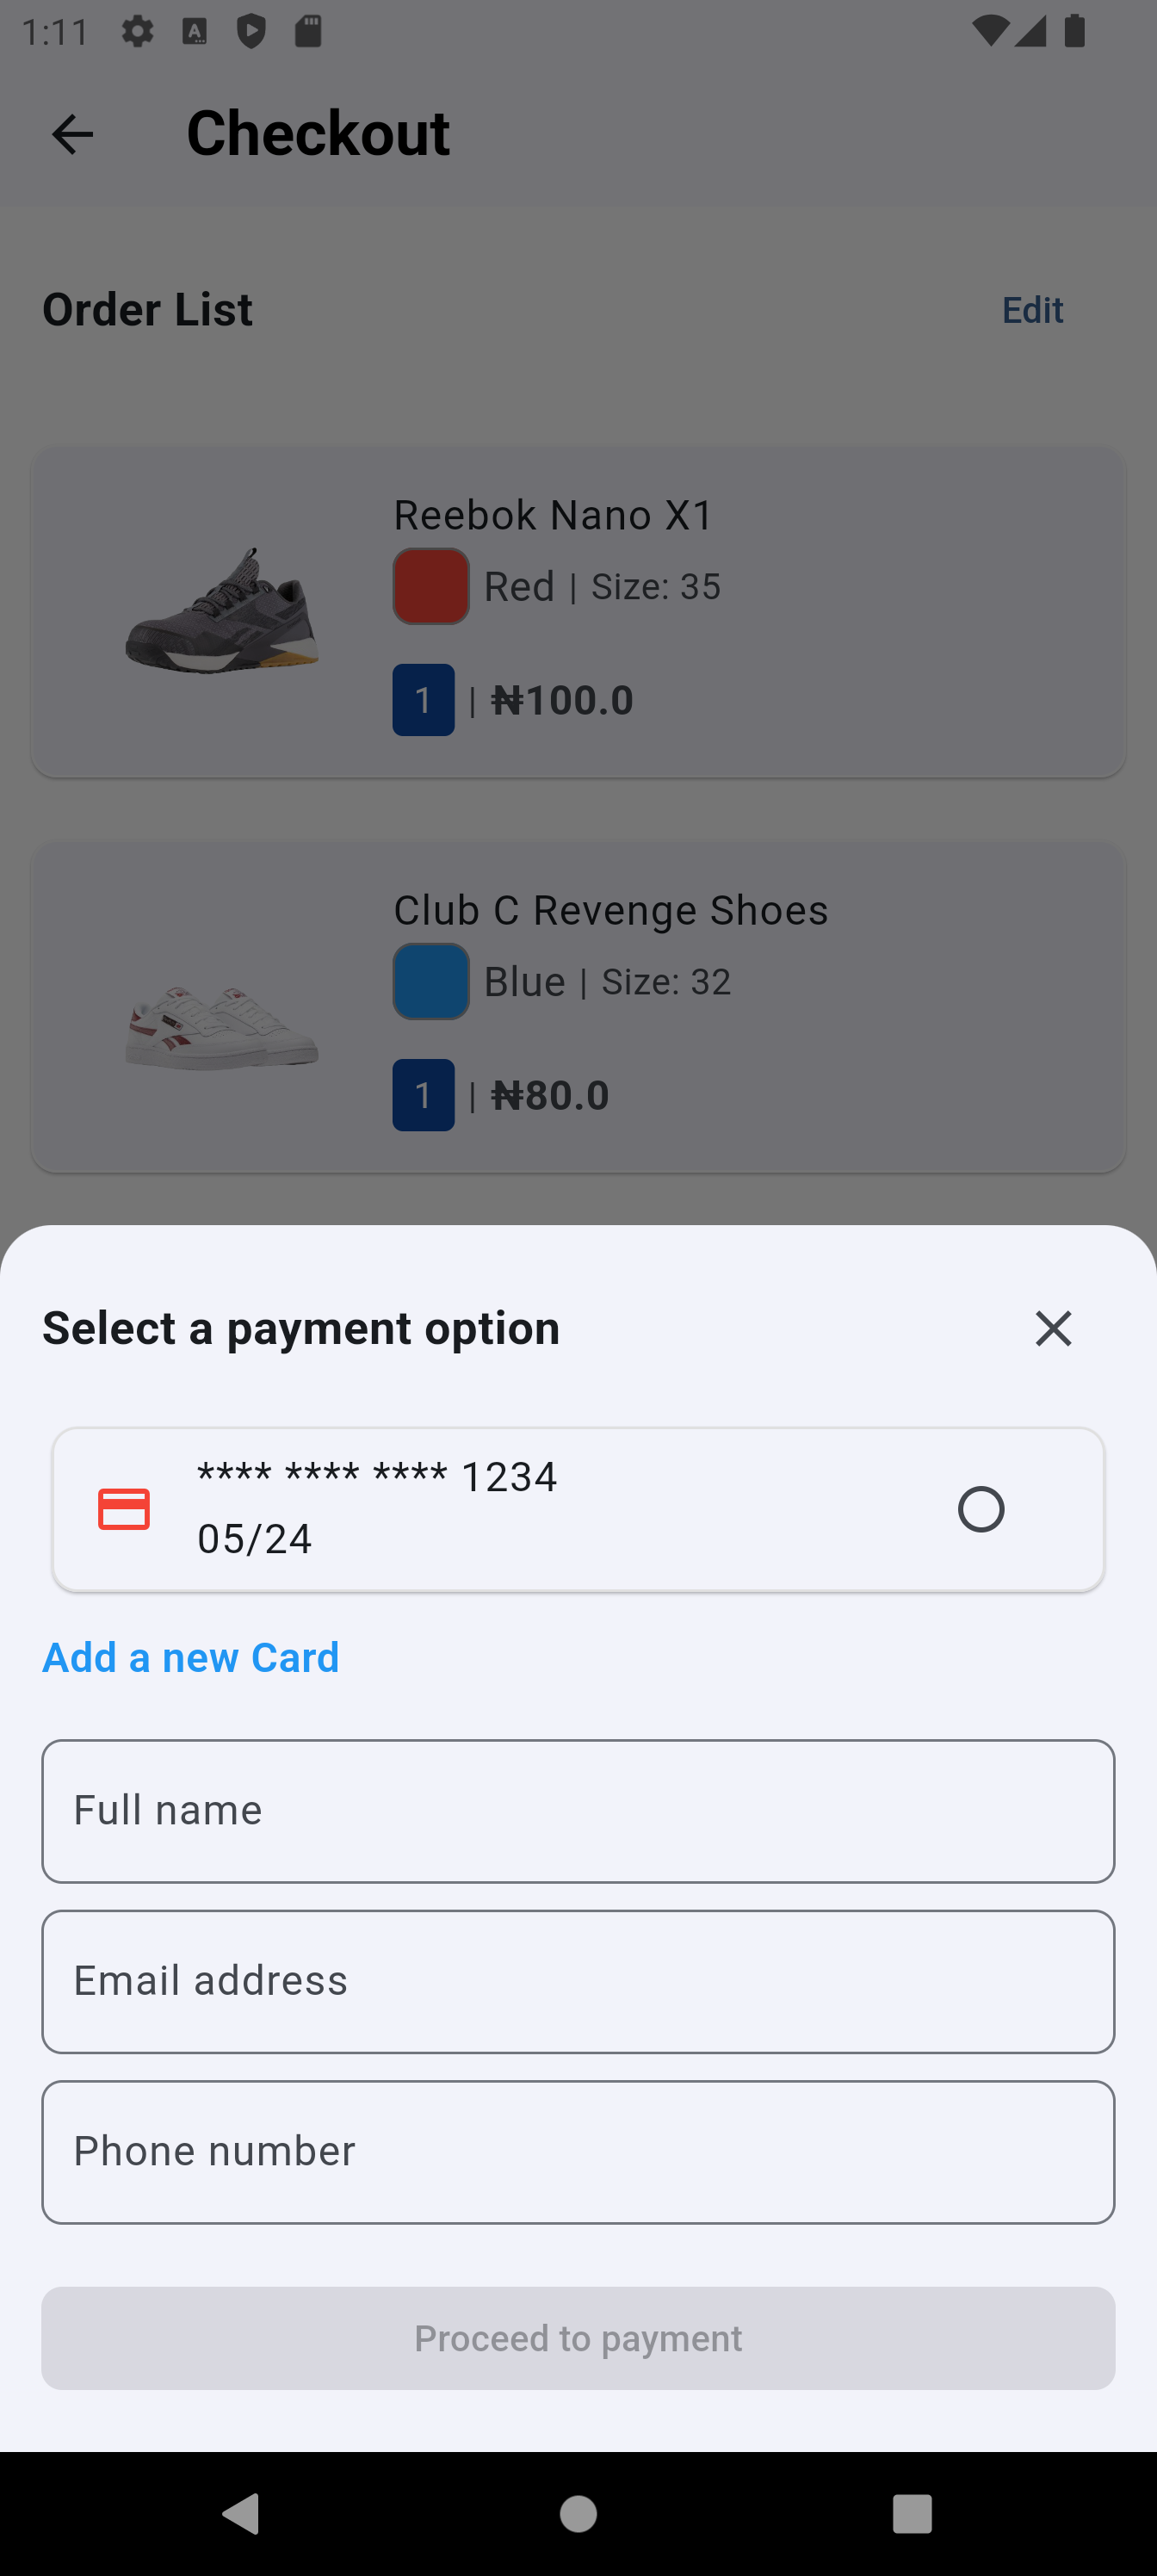 1:11
Checkout
Order List
Edit
Reebok Nano X1
Red | Size: 35
1 | ₦100.0
Club C Revenge Shoes
Blue | Size: 32
1 | ₦80.0
Select a payment option
**** **** **** 1234
05/24
Add a new Card
Full name
Email address
Phone number
Proceed to payment